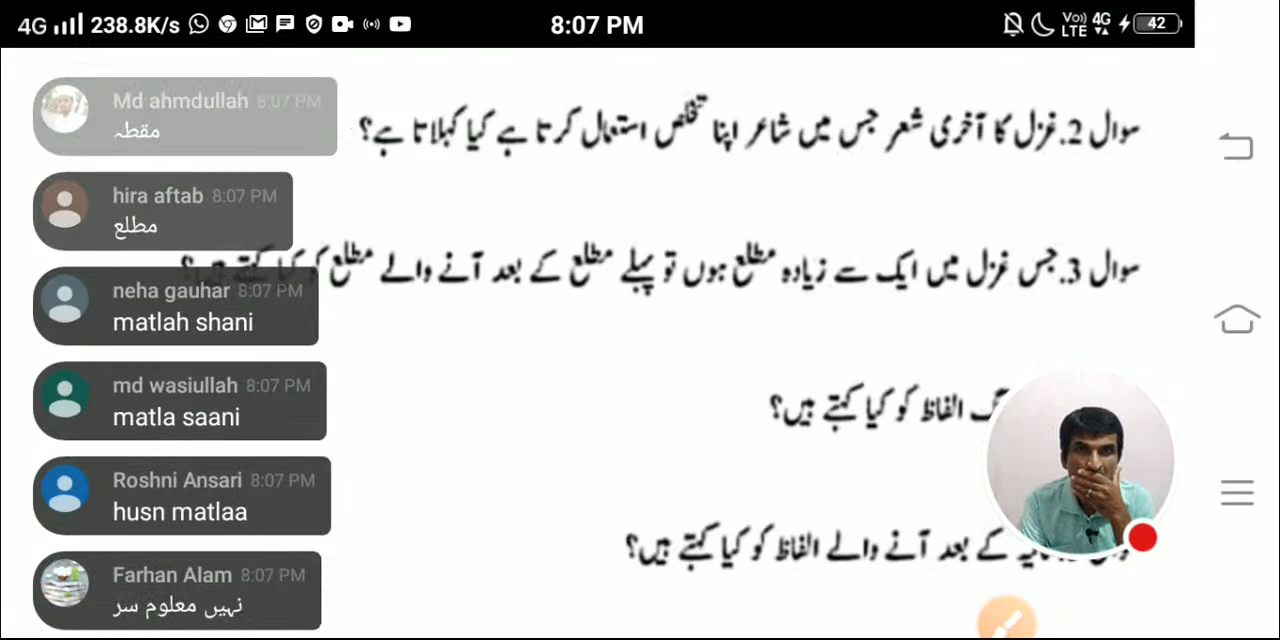 4G 238.8K/s 8:07 PM Vo)) LTE 4G 42
Md ahmdullah 8:07 PM
مقطہ
hira aftab 8:07 PM
مطلع
neha gauhar 8:07 PM
matlah shani
md wasiullah 8:07 PM
matla saani
Roshni Ansari 8:07 PM
husn matlaa
Farhan Alam 8:07 PM
نہیں معلوم سر
سوال 2. غزل کا آخری شعر جس میں شاعر اپنا تخلص استعمال کرتا ہے کیا کہلاتا ہے؟
سوال 3. جس غزل میں ایک سے زیادہ مطلع ہوں تو پہلے مطلع کے بعد آنے والے مطلع کو کیا کہتے ہیں؟
الفاظ کو کیا کہتے ہیں؟
کے بعد آنے والے الفاظ کو کیا کہتے ہیں؟